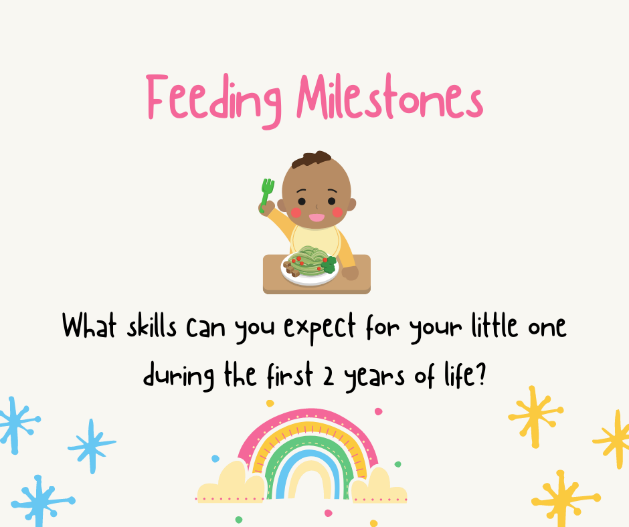 Feeding Milestones
What skills can you expect for your little one
during the first 2 years of life?